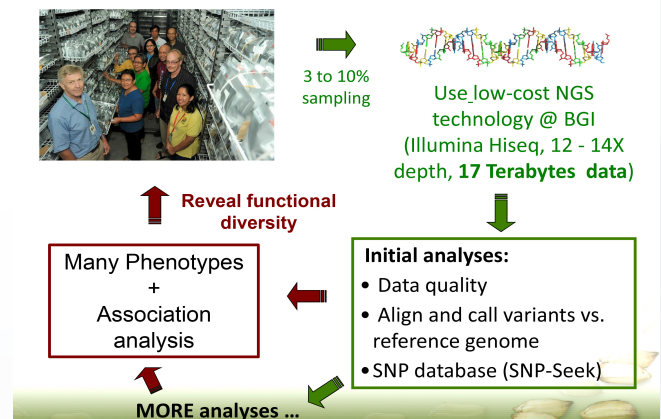 3 to 10%
sampling
Use low-cost NGS
technology @ BGI
(Illumina Hiseq, 12 - 14X
depth, 17 Terabytes data)
Reveal functional
diversity
Initial analyses:
• Data quality
• Align and call variants vs.
reference genome
• SNP database (SNP-Seek)
Many Phenotypes
+
Association
analysis
MORE analyses ...